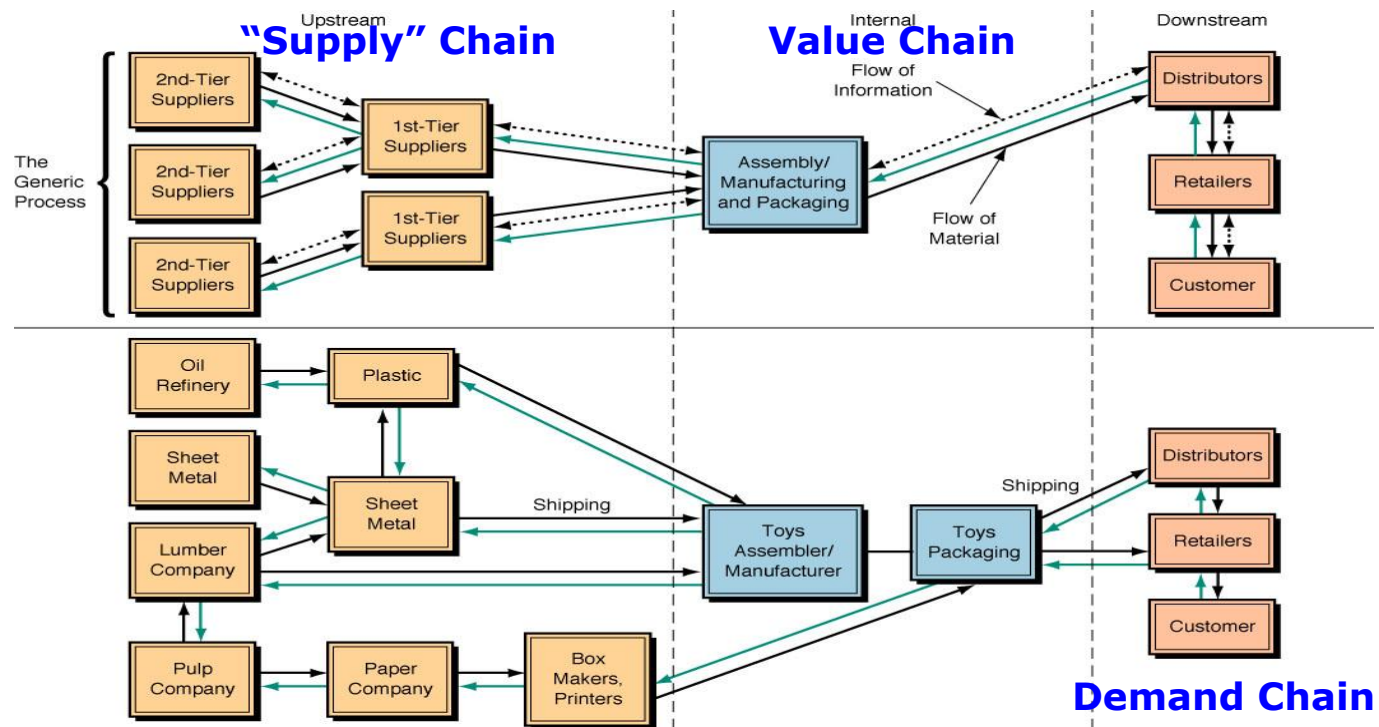 Upstream
Internal
Downstream
“Supply” Chain
Value Chain
The
Generic
Process
2nd-Tier
Suppliers
2nd-Tier
Suppliers
2nd-Tier
Suppliers
1st-Tier
Suppliers
1st-Tier
Suppliers
Assembly/
Manufacturing
and Packaging
Flow of
Information
Flow of
Material
Distributors
Retailers
Customer
Oil
Refinery
Plastic
Sheet
Metal
Sheet
Metal
Lumber
Company
Pulp
Company
Paper
Company
Box
Makers,
Printers
Shipping
Toys
Assembler/
Manufacturer
Toys
Packaging
Shipping
Distributors
Retailers
Customer
Demand Chain